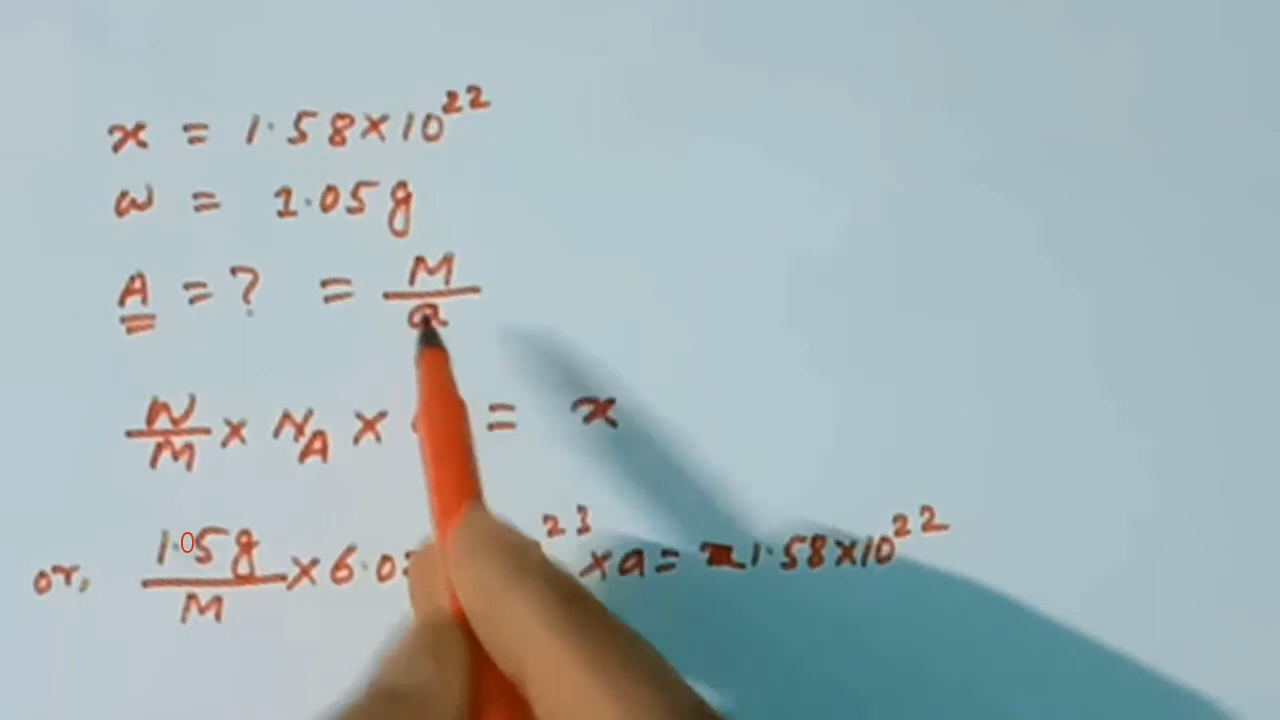 x = 1.58×10²²
w = 1.05g
A = ? = M/a
W/M × N_A × = x
or, 1.05g/M × 6.0 ²³ × a = 1.58×10²²